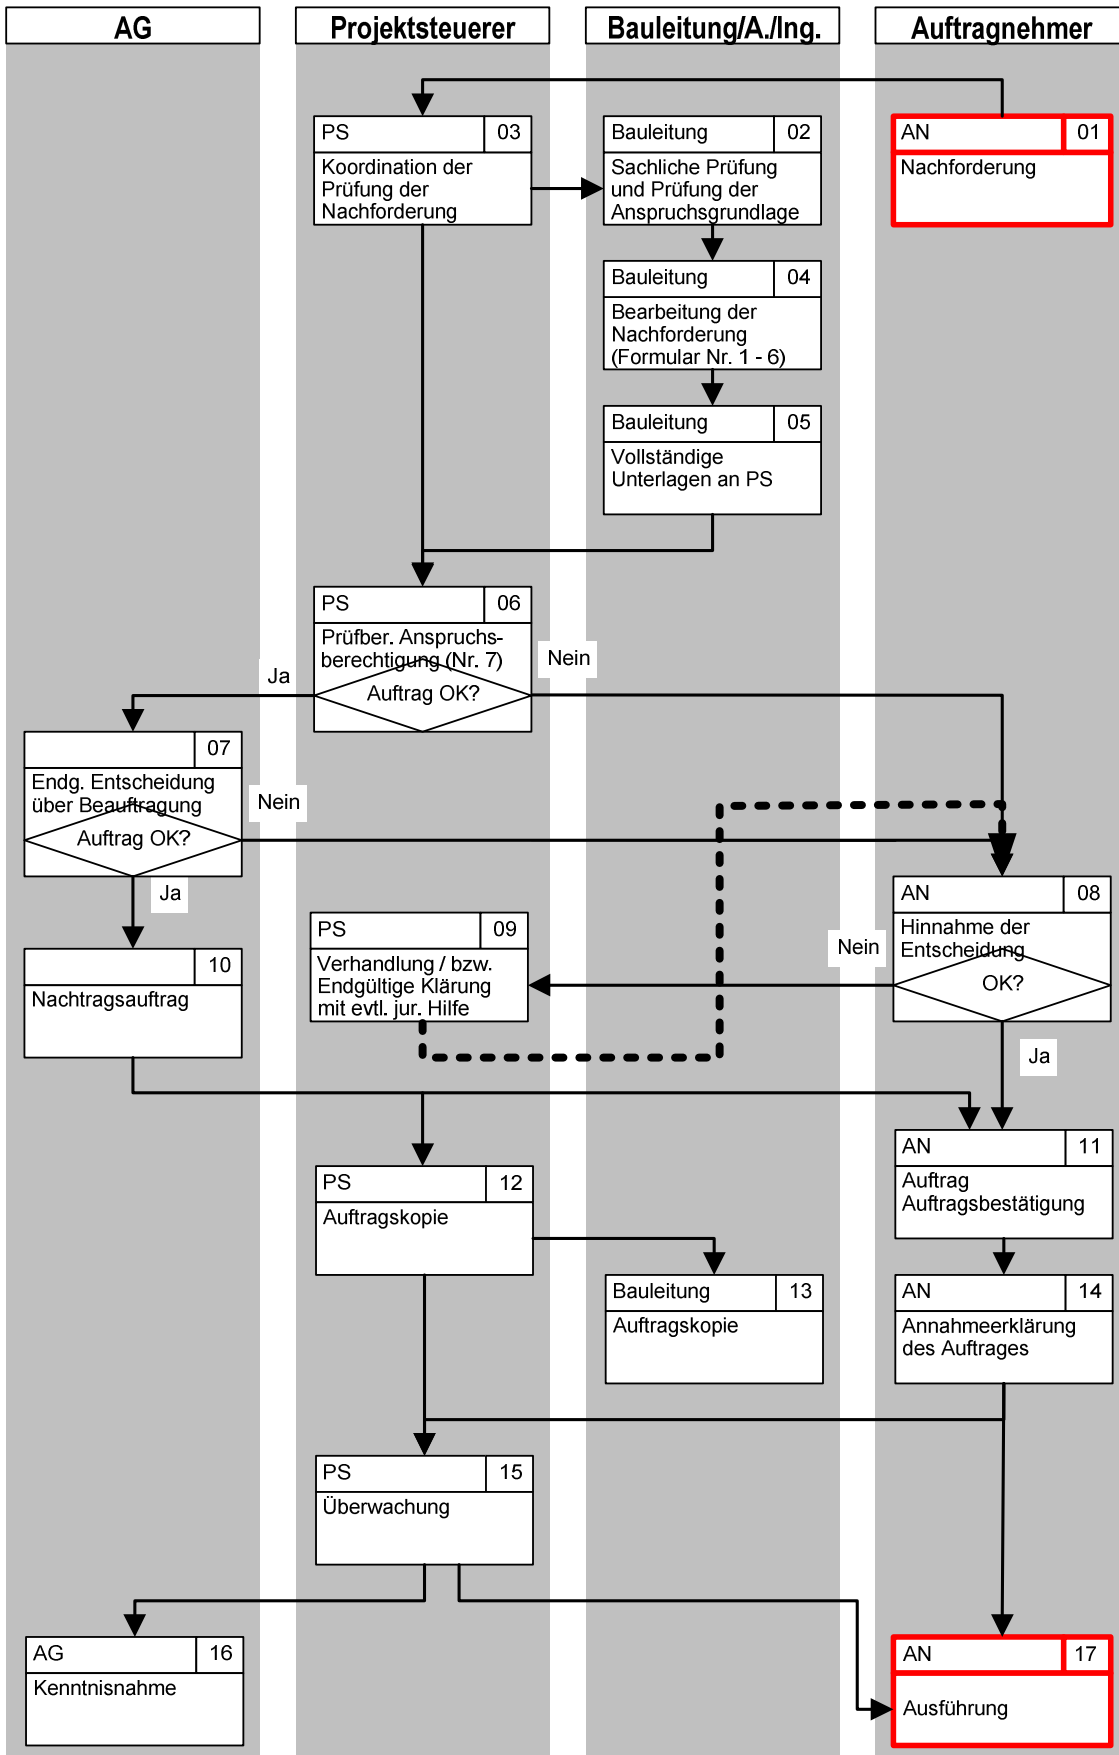 AG
Projektsteuerer
Bauleitung/A./Ing.
Auftragnehmer
PS 03
Koordination der
Prüfung der
Nachforderung
Bauleitung 02
Sachliche Prüfung
und Prüfung der
Anspruchsgrundlage
AN 01
Nachforderung
Bauleitung 04
Bearbeitung der
Nachforderung
(Formular Nr. 1 - 6)
Bauleitung 05
Vollständige
Unterlagen an PS
PS 06
Prüfber. Anspruchs-
berechtigung (Nr. 7)
Auftrag OK?
Ja
Nein
07
Endg. Entscheidung
über Beauftragung
Auftrag OK?
Nein
Ja
AN 08
Hinnahme der
Entscheidung
OK?
Nein
Ja
PS 09
Verhandlung / bzw.
Endgültige Klärung
mit evtl. jur. Hilfe
10
Nachtragsauftrag
AN 11
Auftrag
Auftragsbestätigung
PS 12
Auftragskopie
Bauleitung 13
Auftragskopie
AN 14
Annahmeerklärung
des Auftrages
PS 15
Überwachung
AG 16
Kenntnisnahme
AN 17
Ausführung